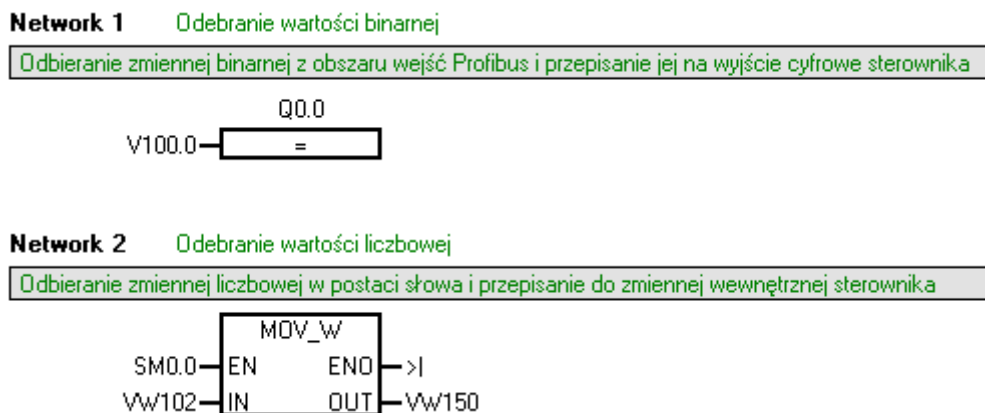 Network 1 Odebranie wartości binarnej
Odbieranie zmiennej binarnej z obszaru wejść Profibus i przepisanie jej na wyjście cyfrowe sterownika
Q0.0
V100.0 =
Network 2 Odebranie wartości liczbowej
Odbieranie zmiennej liczbowej w postaci słowa i przepisanie do zmiennej wewnętrznej sterownika
MOV_W
SM0.0 EN ENO >|
VW102 IN OUT VW150